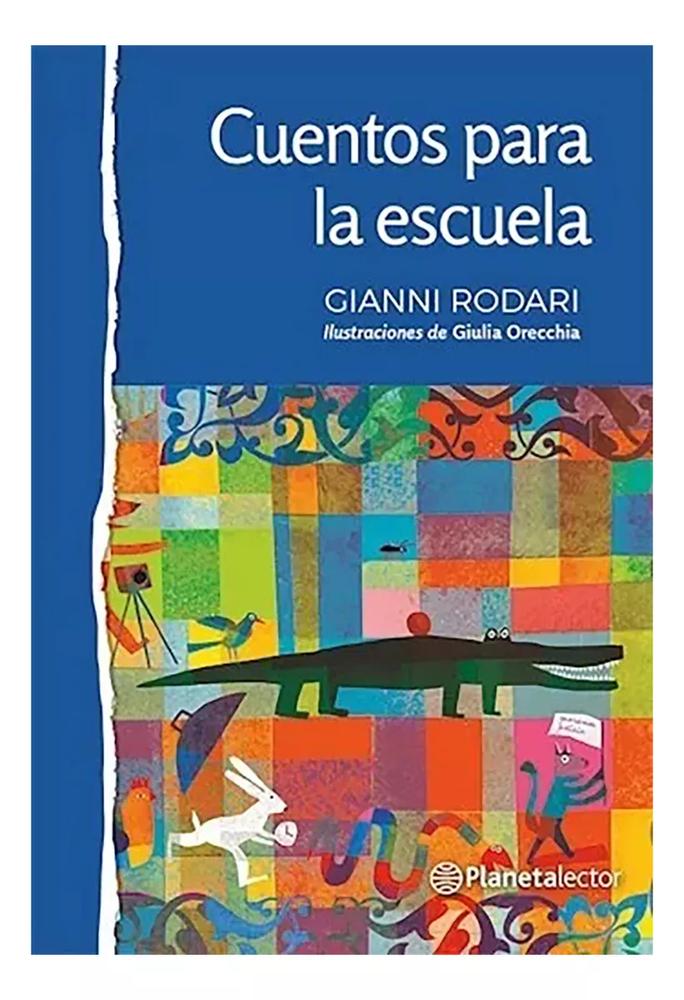 Cuentos para
la escuela
GIANNI RODARI
Ilustraciones de Giulia Orecchia
Planetalector